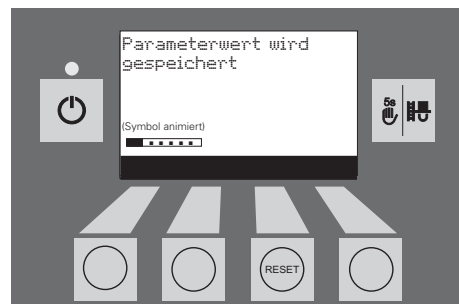 Parameterwert wird
gespeichert
(Symbol animiert)
5s
RESET